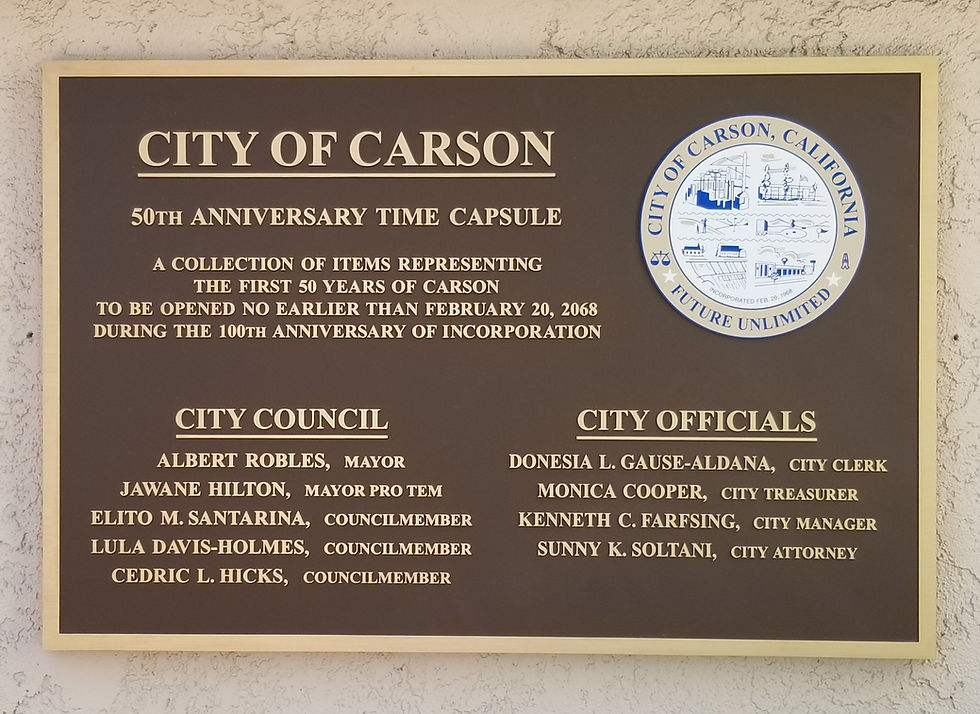 CITY OF CARSON
50TH ANNIVERSARY TIME CAPSULE
A COLLECTION OF ITEMS REPRESENTING
THE FIRST 50 YEARS OF CARSON
TO BE OPENED NO EARLIER THAN FEBRUARY 20, 2068
DURING THE 100TH ANNIVERSARY OF INCORPORATION
CITY OF CARSON, CALIFORNIA
INCORPORATED FEB. 20, 1968
FUTURE UNLIMITED
CITY COUNCIL
ALBERT ROBLES, MAYOR
JAWANE HILTON, MAYOR PRO TEM
ELITO M. SANTARINA, COUNCILMEMBER
LULA DAVIS-HOLMES, COUNCILMEMBER
CEDRIC L. HICKS, COUNCILMEMBER
CITY OFFICIALS
DONESIA L. GAUSE-ALDANA, CITY CLERK
MONICA COOPER, CITY TREASURER
KENNETH C. FARFSING, CITY MANAGER
SUNNY K. SOLTANI, CITY ATTORNEY